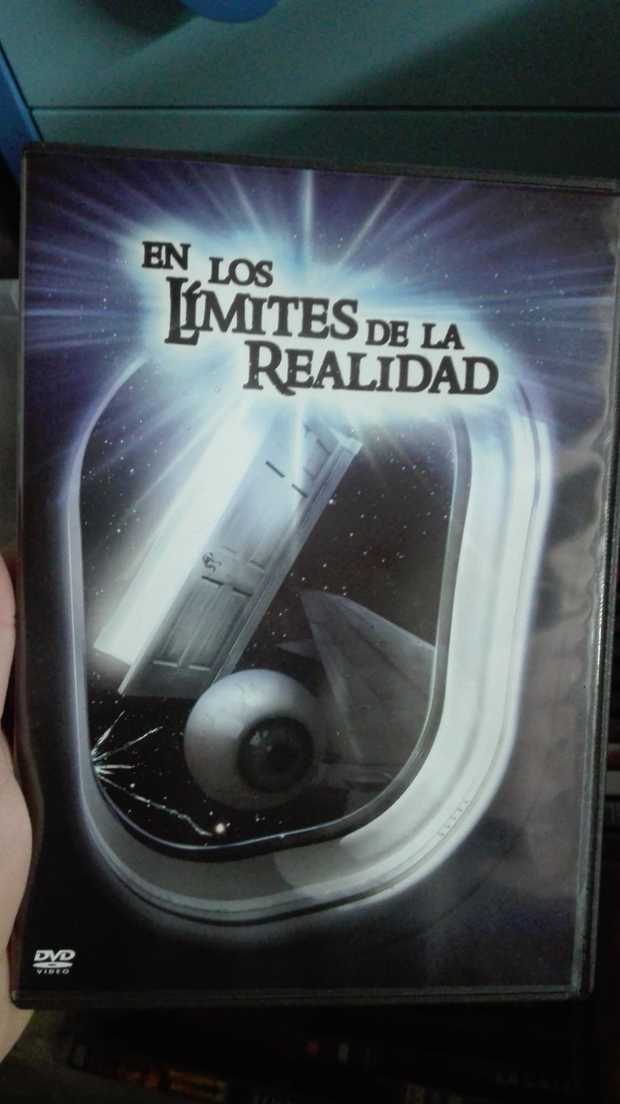 EN LOS
LÍMITES DE LA
REALIDAD
DVD
VIDEO